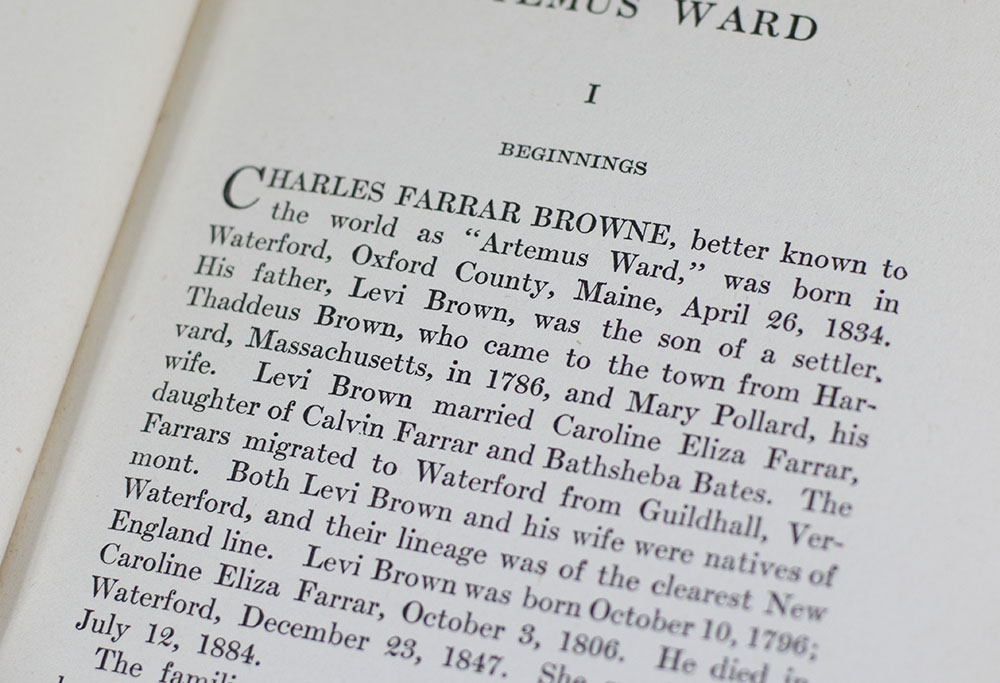 ARTEMUS WARD
I
BEGINNINGS
CHARLES FARRAR BROWNE, better known to
the world as “Artemus Ward,” was born in
Waterford, Oxford County, Maine, April 26, 1834.
His father, Levi Brown, was the son of a settler,
Thaddeus Brown, who came to the town from Har-
vard, Massachusetts, in 1786, and Mary Pollard, his
wife. Levi Brown married Caroline Eliza Farrar,
daughter of Calvin Farrar and Bathsheba Bates. The
Farrars migrated to Waterford from Guildhall, Ver-
mont. Both Levi Brown and his wife were natives of
Waterford, and their lineage was of the clearest New
England line. Levi Brown was born October 10, 1796;
Caroline Eliza Farrar, October 3, 1806. He died in
Waterford, December 23, 1847. She
July 12, 1884.
The famili